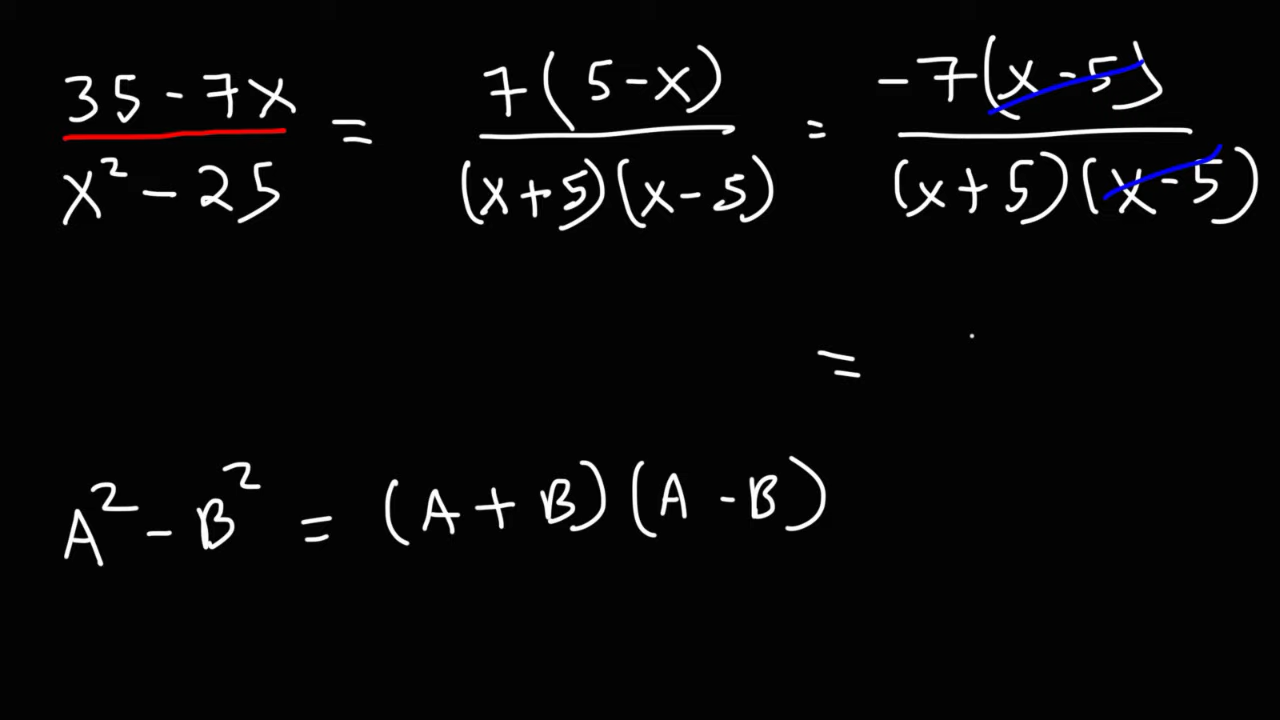 35 - 7x / x² - 25 = 7(5 - x) / (x + 5)(x - 5) = -7(x - 5) / (x + 5)(x - 5)
=
A² - B² = (A + B)(A - B)